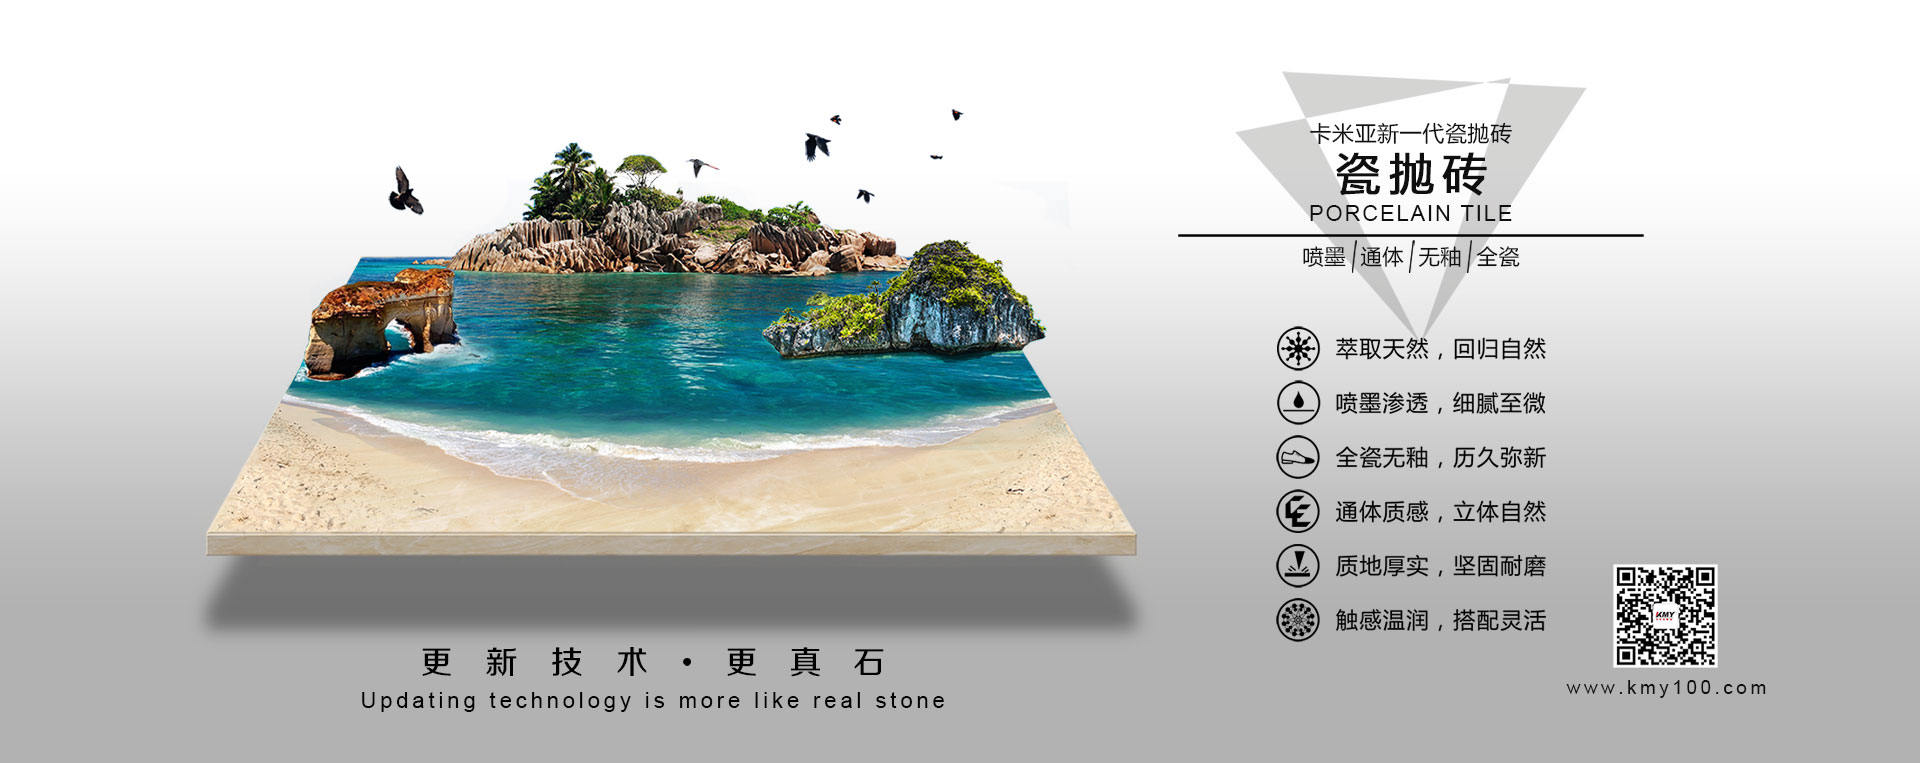 卡米亚新一代瓷抛砖
瓷抛砖
PORCELAIN TILE
喷墨/通体/无釉/全瓷
萃取天然，回归自然
喷墨渗透，细腻至微
全瓷无釉，历久弥新
通体质感，立体自然
质地厚实，坚固耐磨
触感温润，搭配灵活
KMY
www.kmy100.com
更新技术·更真石
Updating technology is more like real stone